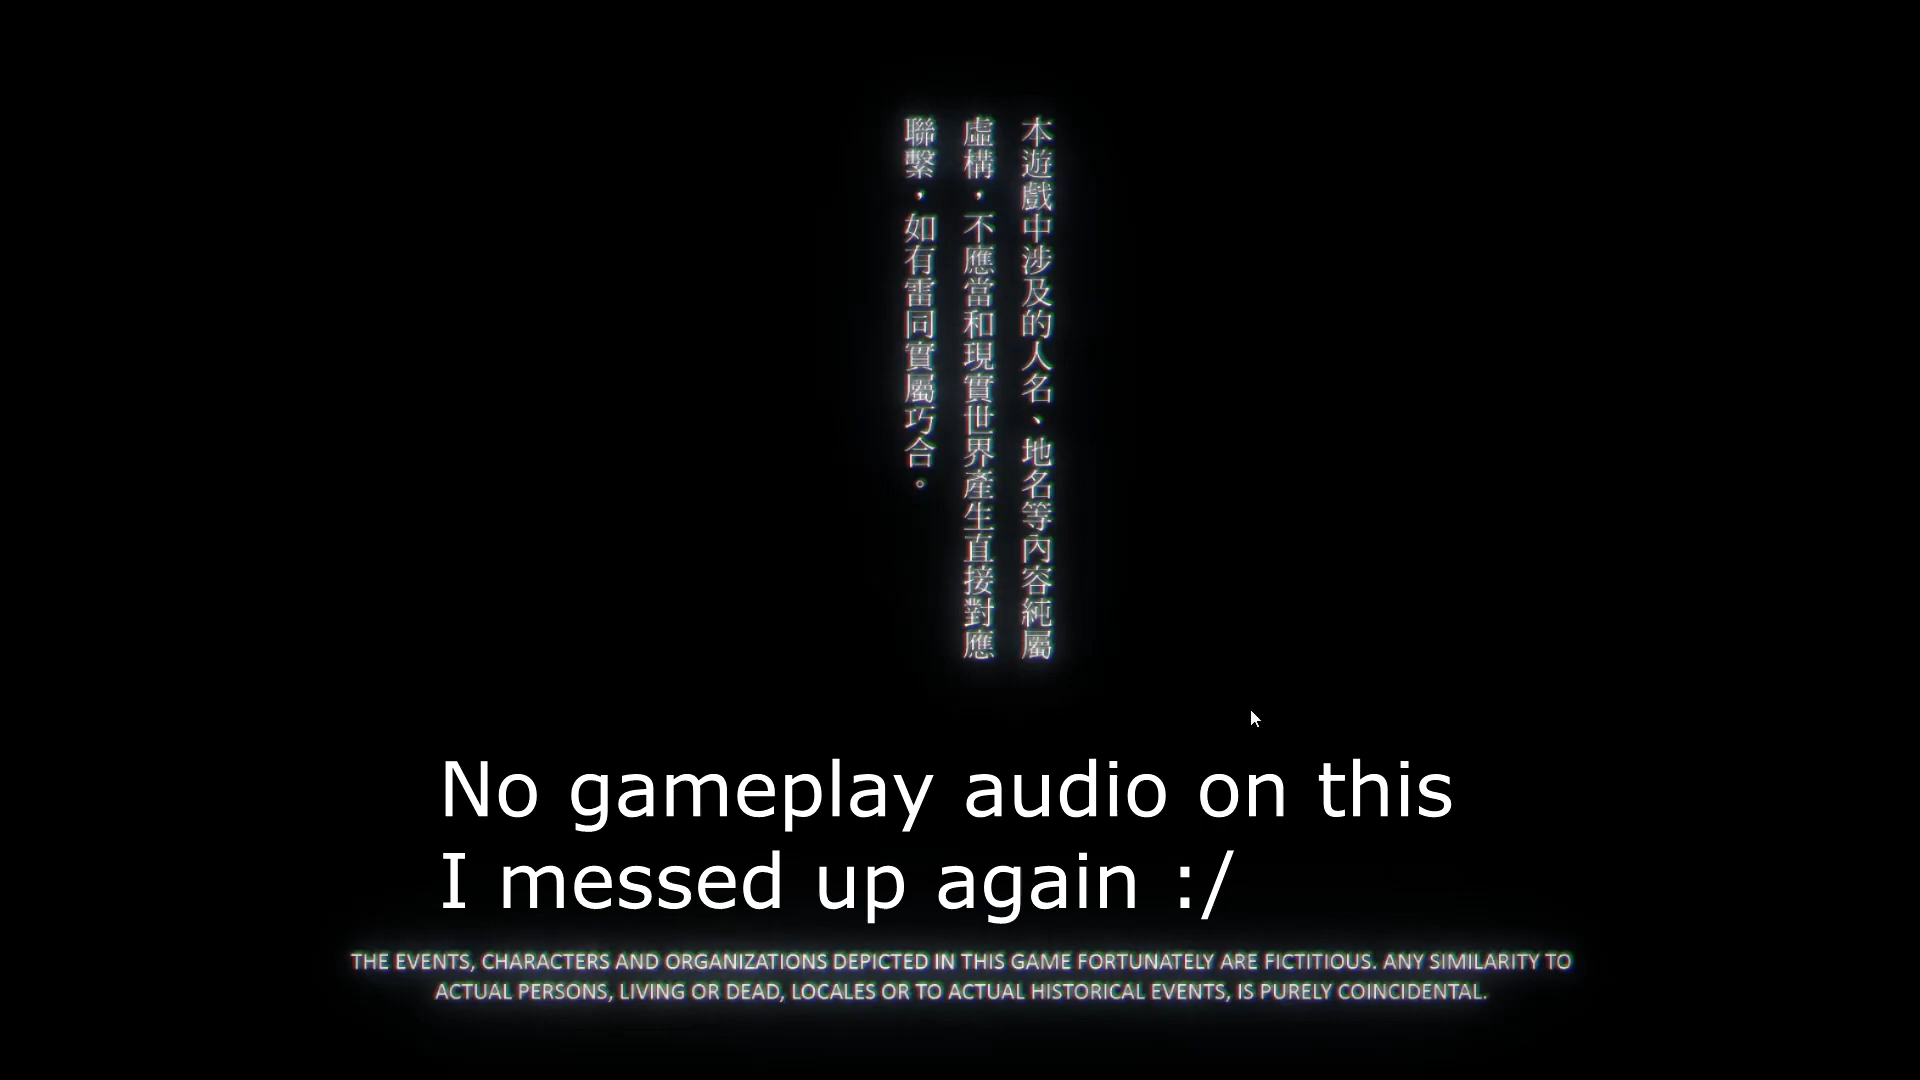 本遊戲中涉及的人名、地名等內容純屬
虛構，不應當和現實世界產生直接對應
聯繫，如有雷同實屬巧合。
No gameplay audio on this
I messed up again :/
THE EVENTS, CHARACTERS AND ORGANIZATIONS DEPICTED IN THIS GAME FORTUNATELY ARE FICTITIOUS. ANY SIMILARITY TO
ACTUAL PERSONS, LIVING OR DEAD, LOCALES OR TO ACTUAL HISTORICAL EVENTS, IS PURELY COINCIDENTAL.